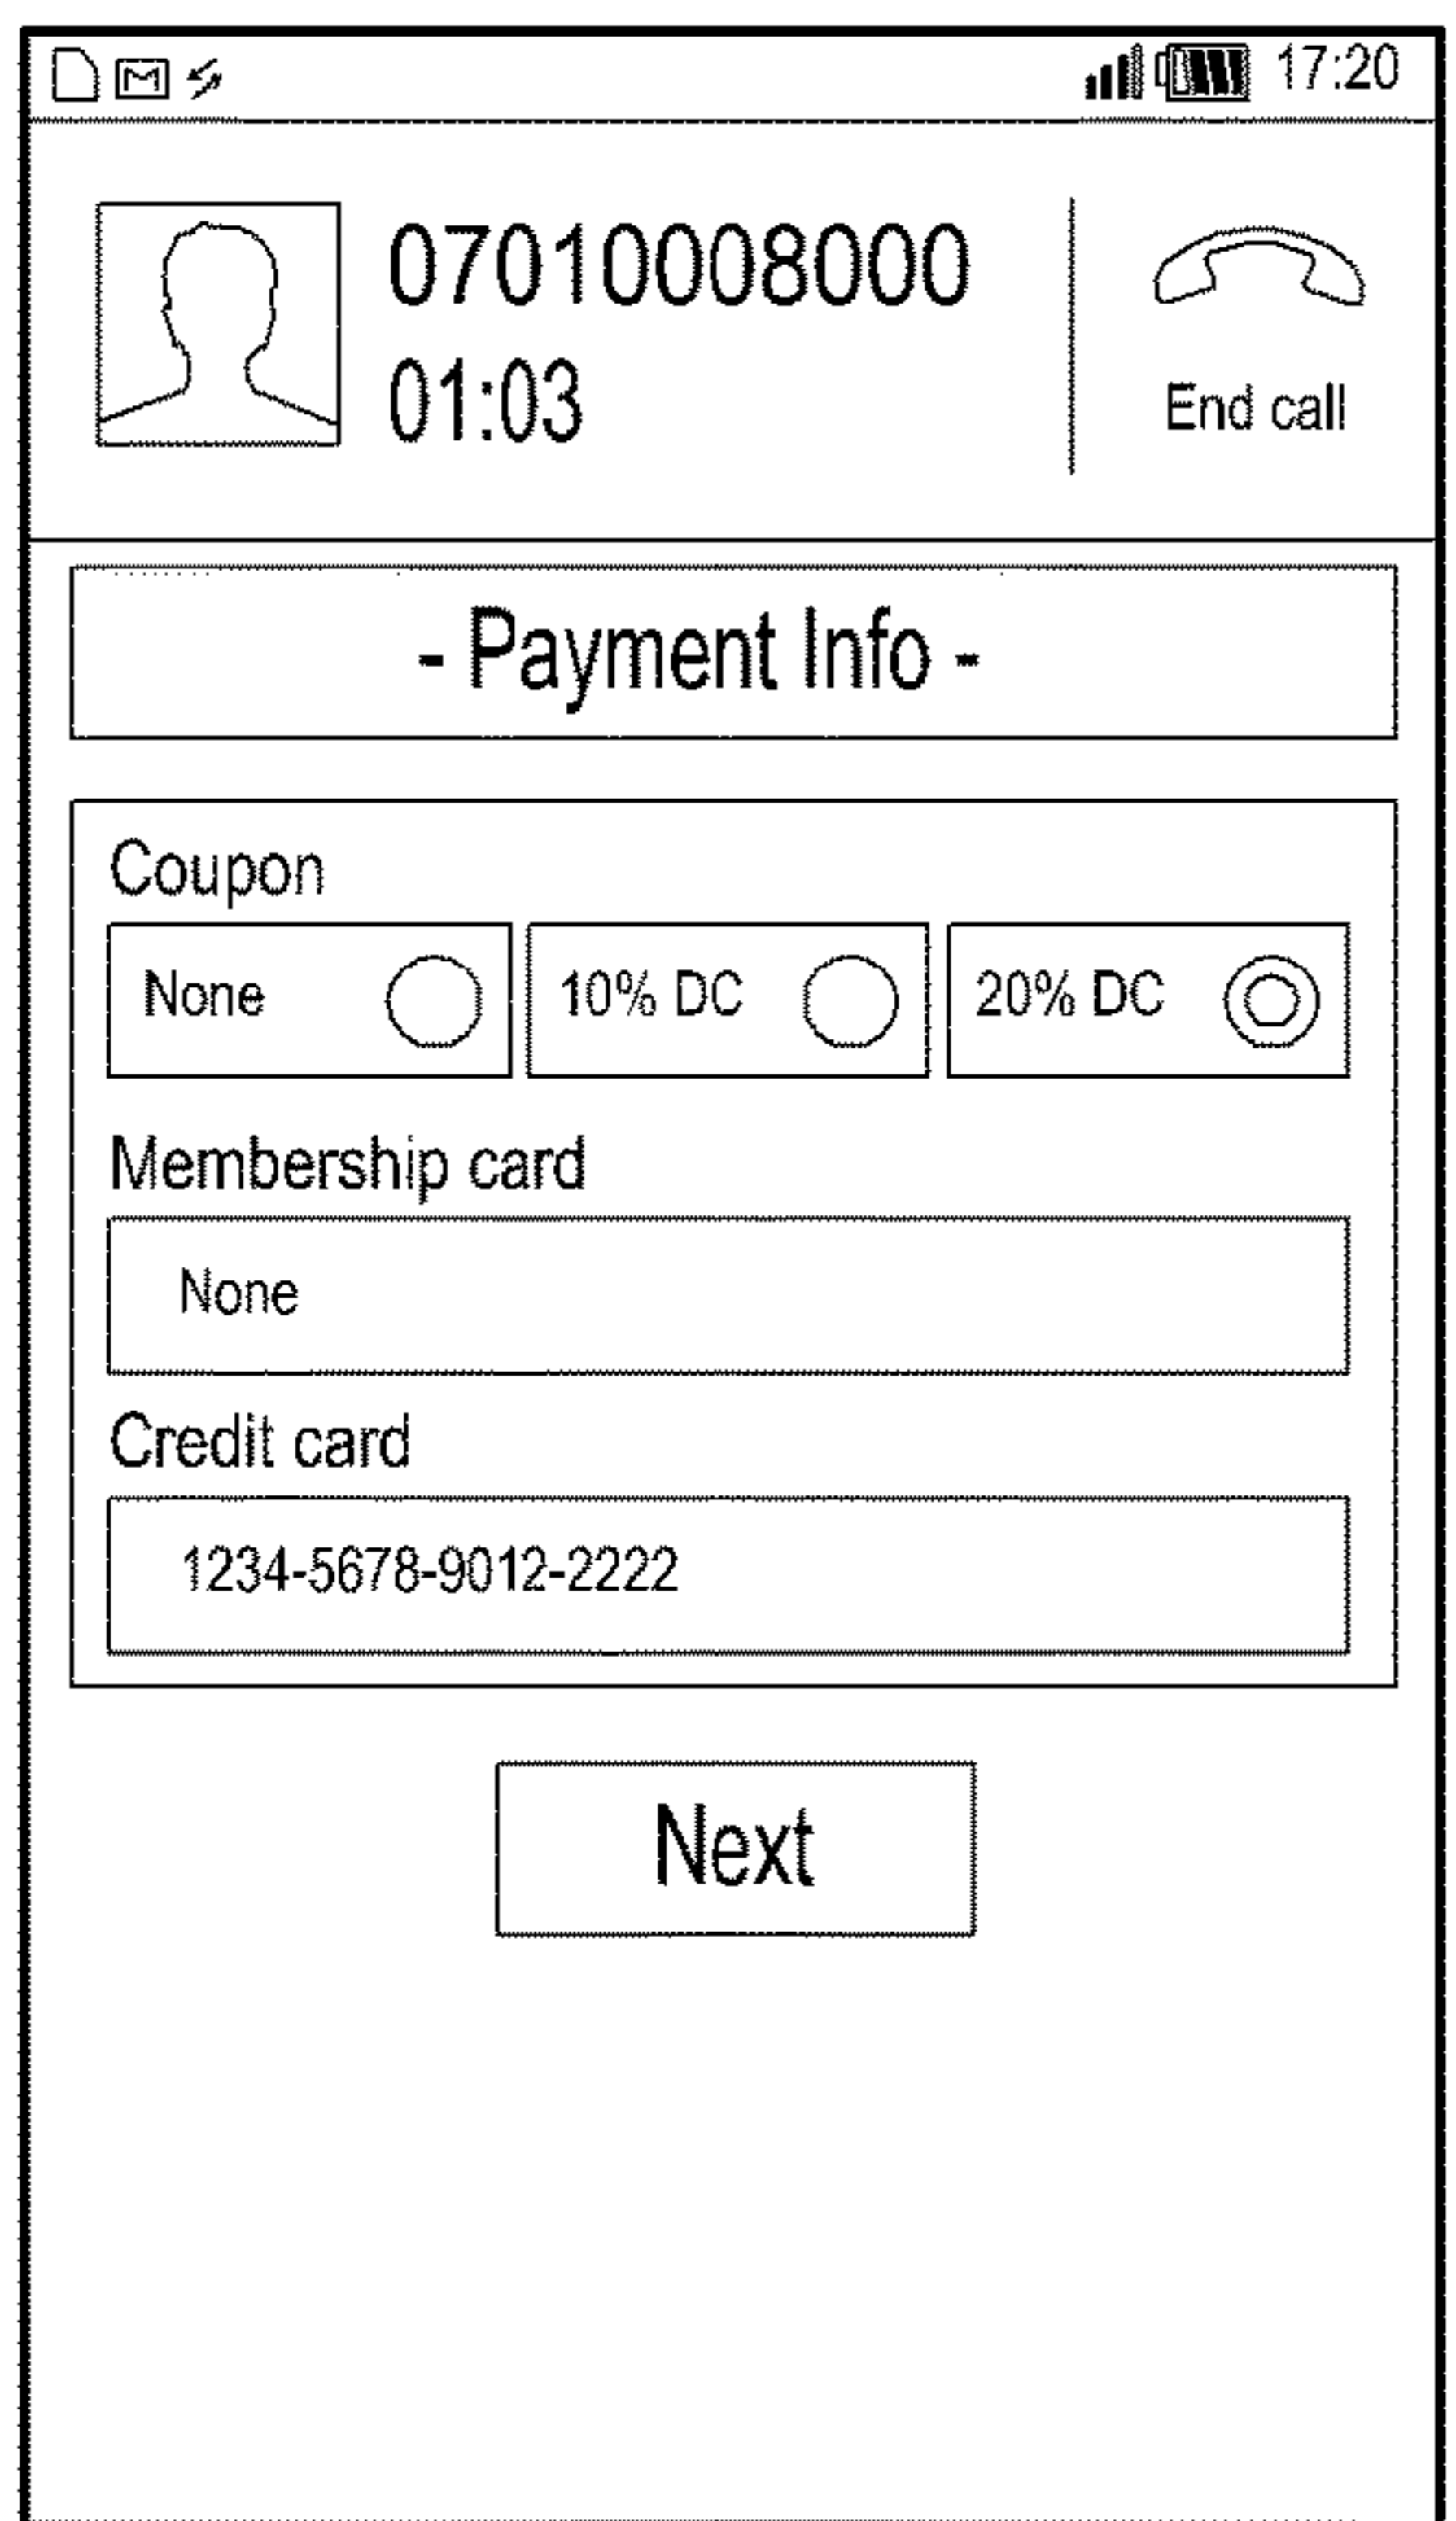 17:20
07010008000
01:03
End call
- Payment Info -
Coupon
None 10% DC 20% DC
Membership card
None
Credit card
1234-5678-9012-2222
Next